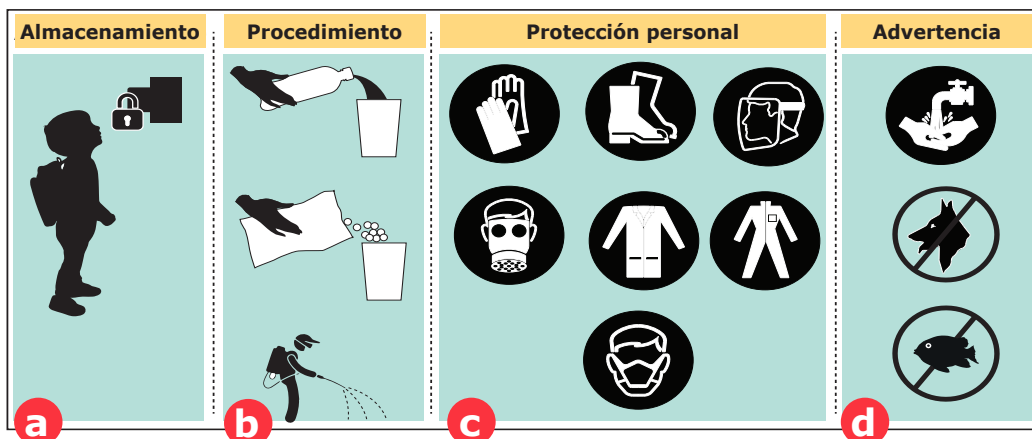 Almacenamiento
Procedimiento
Protección personal
Advertencia
a
b
c
d